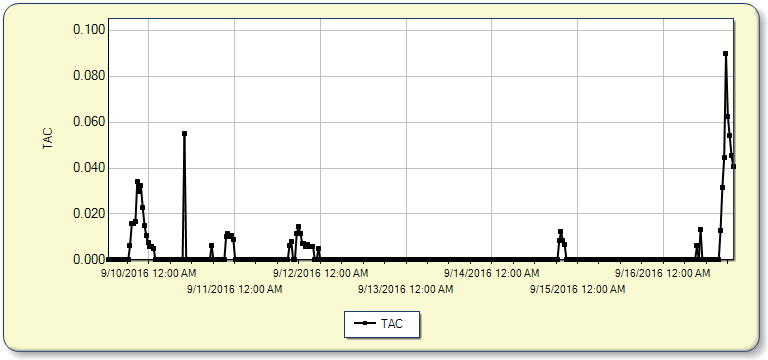 0.100
0.080
0.060
0.040
0.020
0.000
TAC
9/10/2016 12:00 AM
9/11/2016 12:00 AM
9/12/2016 12:00 AM
9/13/2016 12:00 AM
9/14/2016 12:00 AM
9/15/2016 12:00 AM
9/16/2016 12:00 AM
TAC